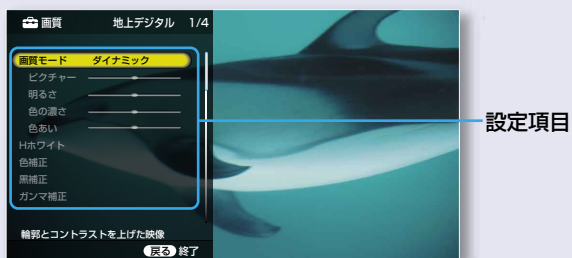 画質 地上デジタル 1/4
画質モード ダイナミック
ピクチャー
明るさ
色の濃さ
色あい
Hホワイト
色補正
黒補正
ガンマ補正
設定項目
輪郭とコントラストを上げた映像
戻る 終了